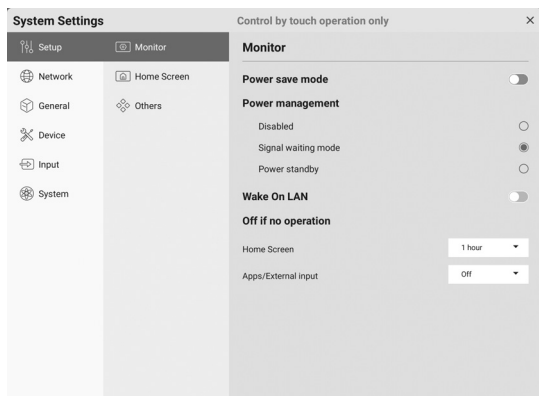 System Settings
Control by touch operation only
Setup
Network
General
Device
Input
System
Monitor
Home Screen
Others
Monitor
Power save mode
Power management
Disabled
Signal waiting mode
Power standby
Wake On LAN
Off if no operation
Home Screen 1 hour
Apps/External input Off